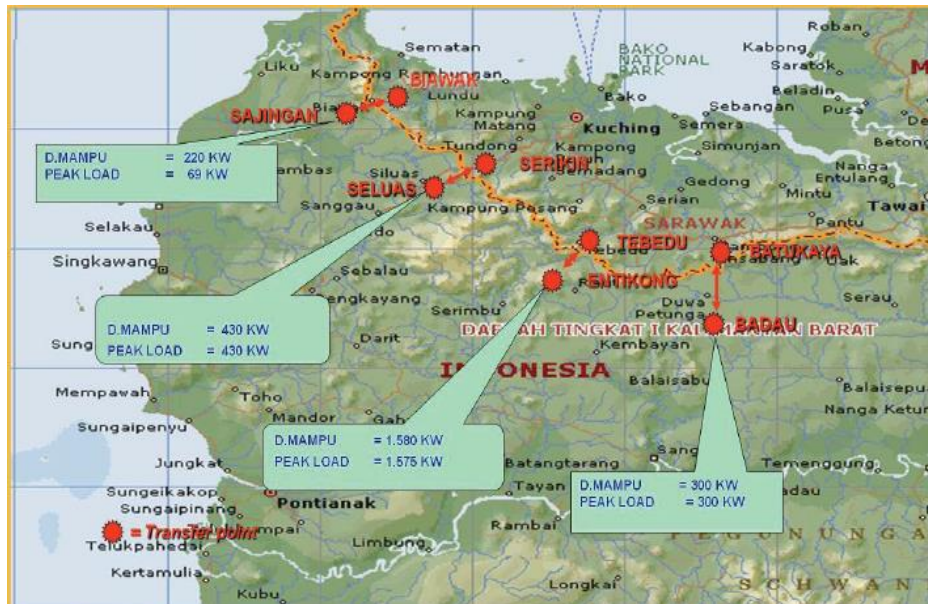 Roban
Sematan
BAKO
NATIONAL
PARK
Kabong
Saratok
Liku
BIAWAK
Lundu
Bako
Beladin
Pusa
Sebangan
SAJINGAN
Kampung
Matang
Kuching
Semera
Simunjan
Betong
D.MAMPU = 220 KW
PEAK LOAD = 69 KW
Tundong
Kampong
SERIKIN
Siluas
SELUAS
Nanga
Entulang
Gedong
Mintu
Sanggau
Kampung Pasang
Serian
Tawai
Selakau
SARAWAK
Pantu
TEBEDU
BATUKAYA
Singkawang
Sebalau
ENTIKONG
Duwa
Serau
Serimbu
Petunga
BADAU
D.MAMPU = 430 KW
PEAK LOAD = 430 KW
DAERAH TINGKAT I KALIMANTAN BARAT
Darit
Kembayan
INDONESIA
Mempawah
Toho
Mandor
Balaisepua
Nanga Ketun
Sungaipenyu
D.MAMPU = 1.580 KW
PEAK LOAD = 1.575 KW
Jungkat
Batangtarang
Temenggung
Sungeikakop
Pontianak
Tayan
D.MAMPU = 300 KW
PEAK LOAD = 300 KW
Sungaipinang
= Transfer point
Rambai
Telukpahedai
Limbung
PEGUNUNGA
Kertamulia
Longkai
SCHWAN
Kubu